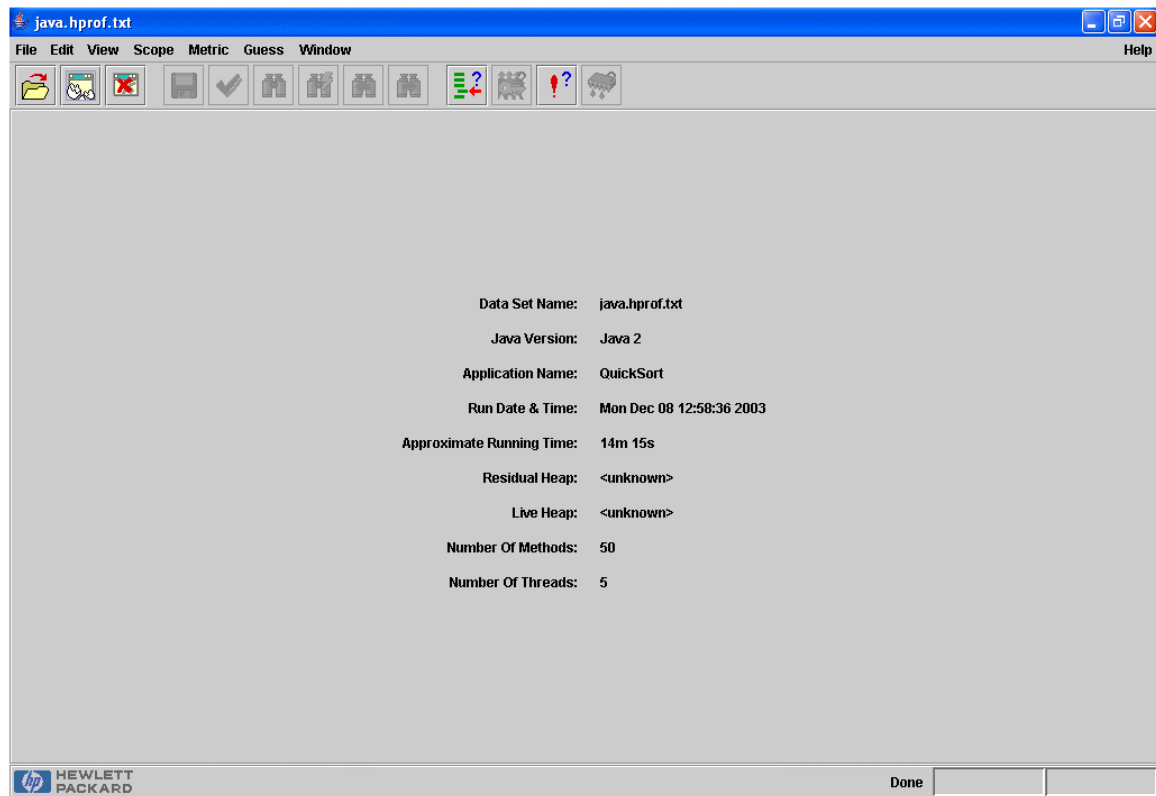 java.hprof.txt
File Edit View Scope Metric Guess Window Help
Data Set Name: java.hprof.txt
Java Version: Java 2
Application Name: QuickSort
Run Date & Time: Mon Dec 08 12:58:36 2003
Approximate Running Time: 14m 15s
Residual Heap: <unknown>
Live Heap: <unknown>
Number Of Methods: 50
Number Of Threads: 5
hp HEWLETT
PACKARD
Done